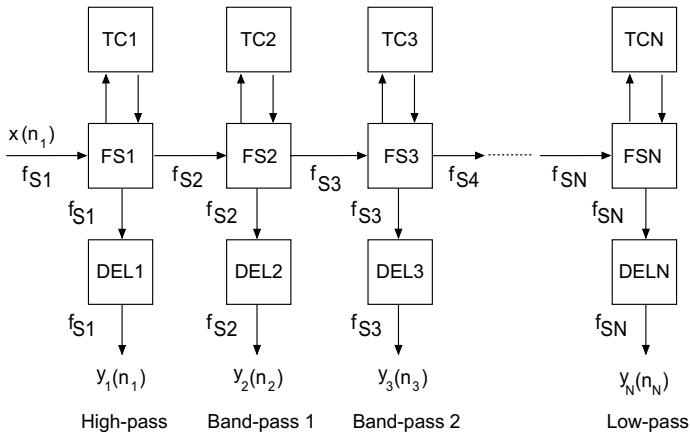 TC1 TC2 TC3 TCN
x(n₁)
FS1 FS2 FS3 FSN
fS1 fS2 fS3 fS4 fSN
fS1 fS2 fS3 fSN
DEL1 DEL2 DEL3 DELN
fS1 fS2 fS3 fSN
y₁(n₁) y₂(n₂) y₃(n₃) y_N(n_N)
High-pass Band-pass 1 Band-pass 2 Low-pass